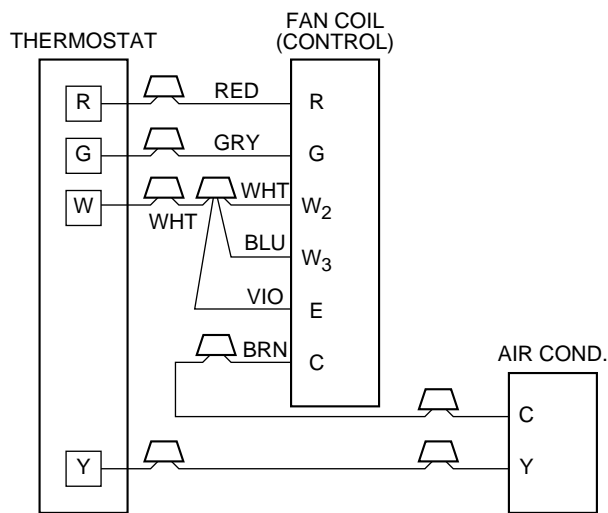 FAN COIL
(CONTROL)
THERMOSTAT
R RED R
G GRY G
W WHT WHT W2
BLU W3
VIO E
BRN C
AIR COND.
C
Y Y